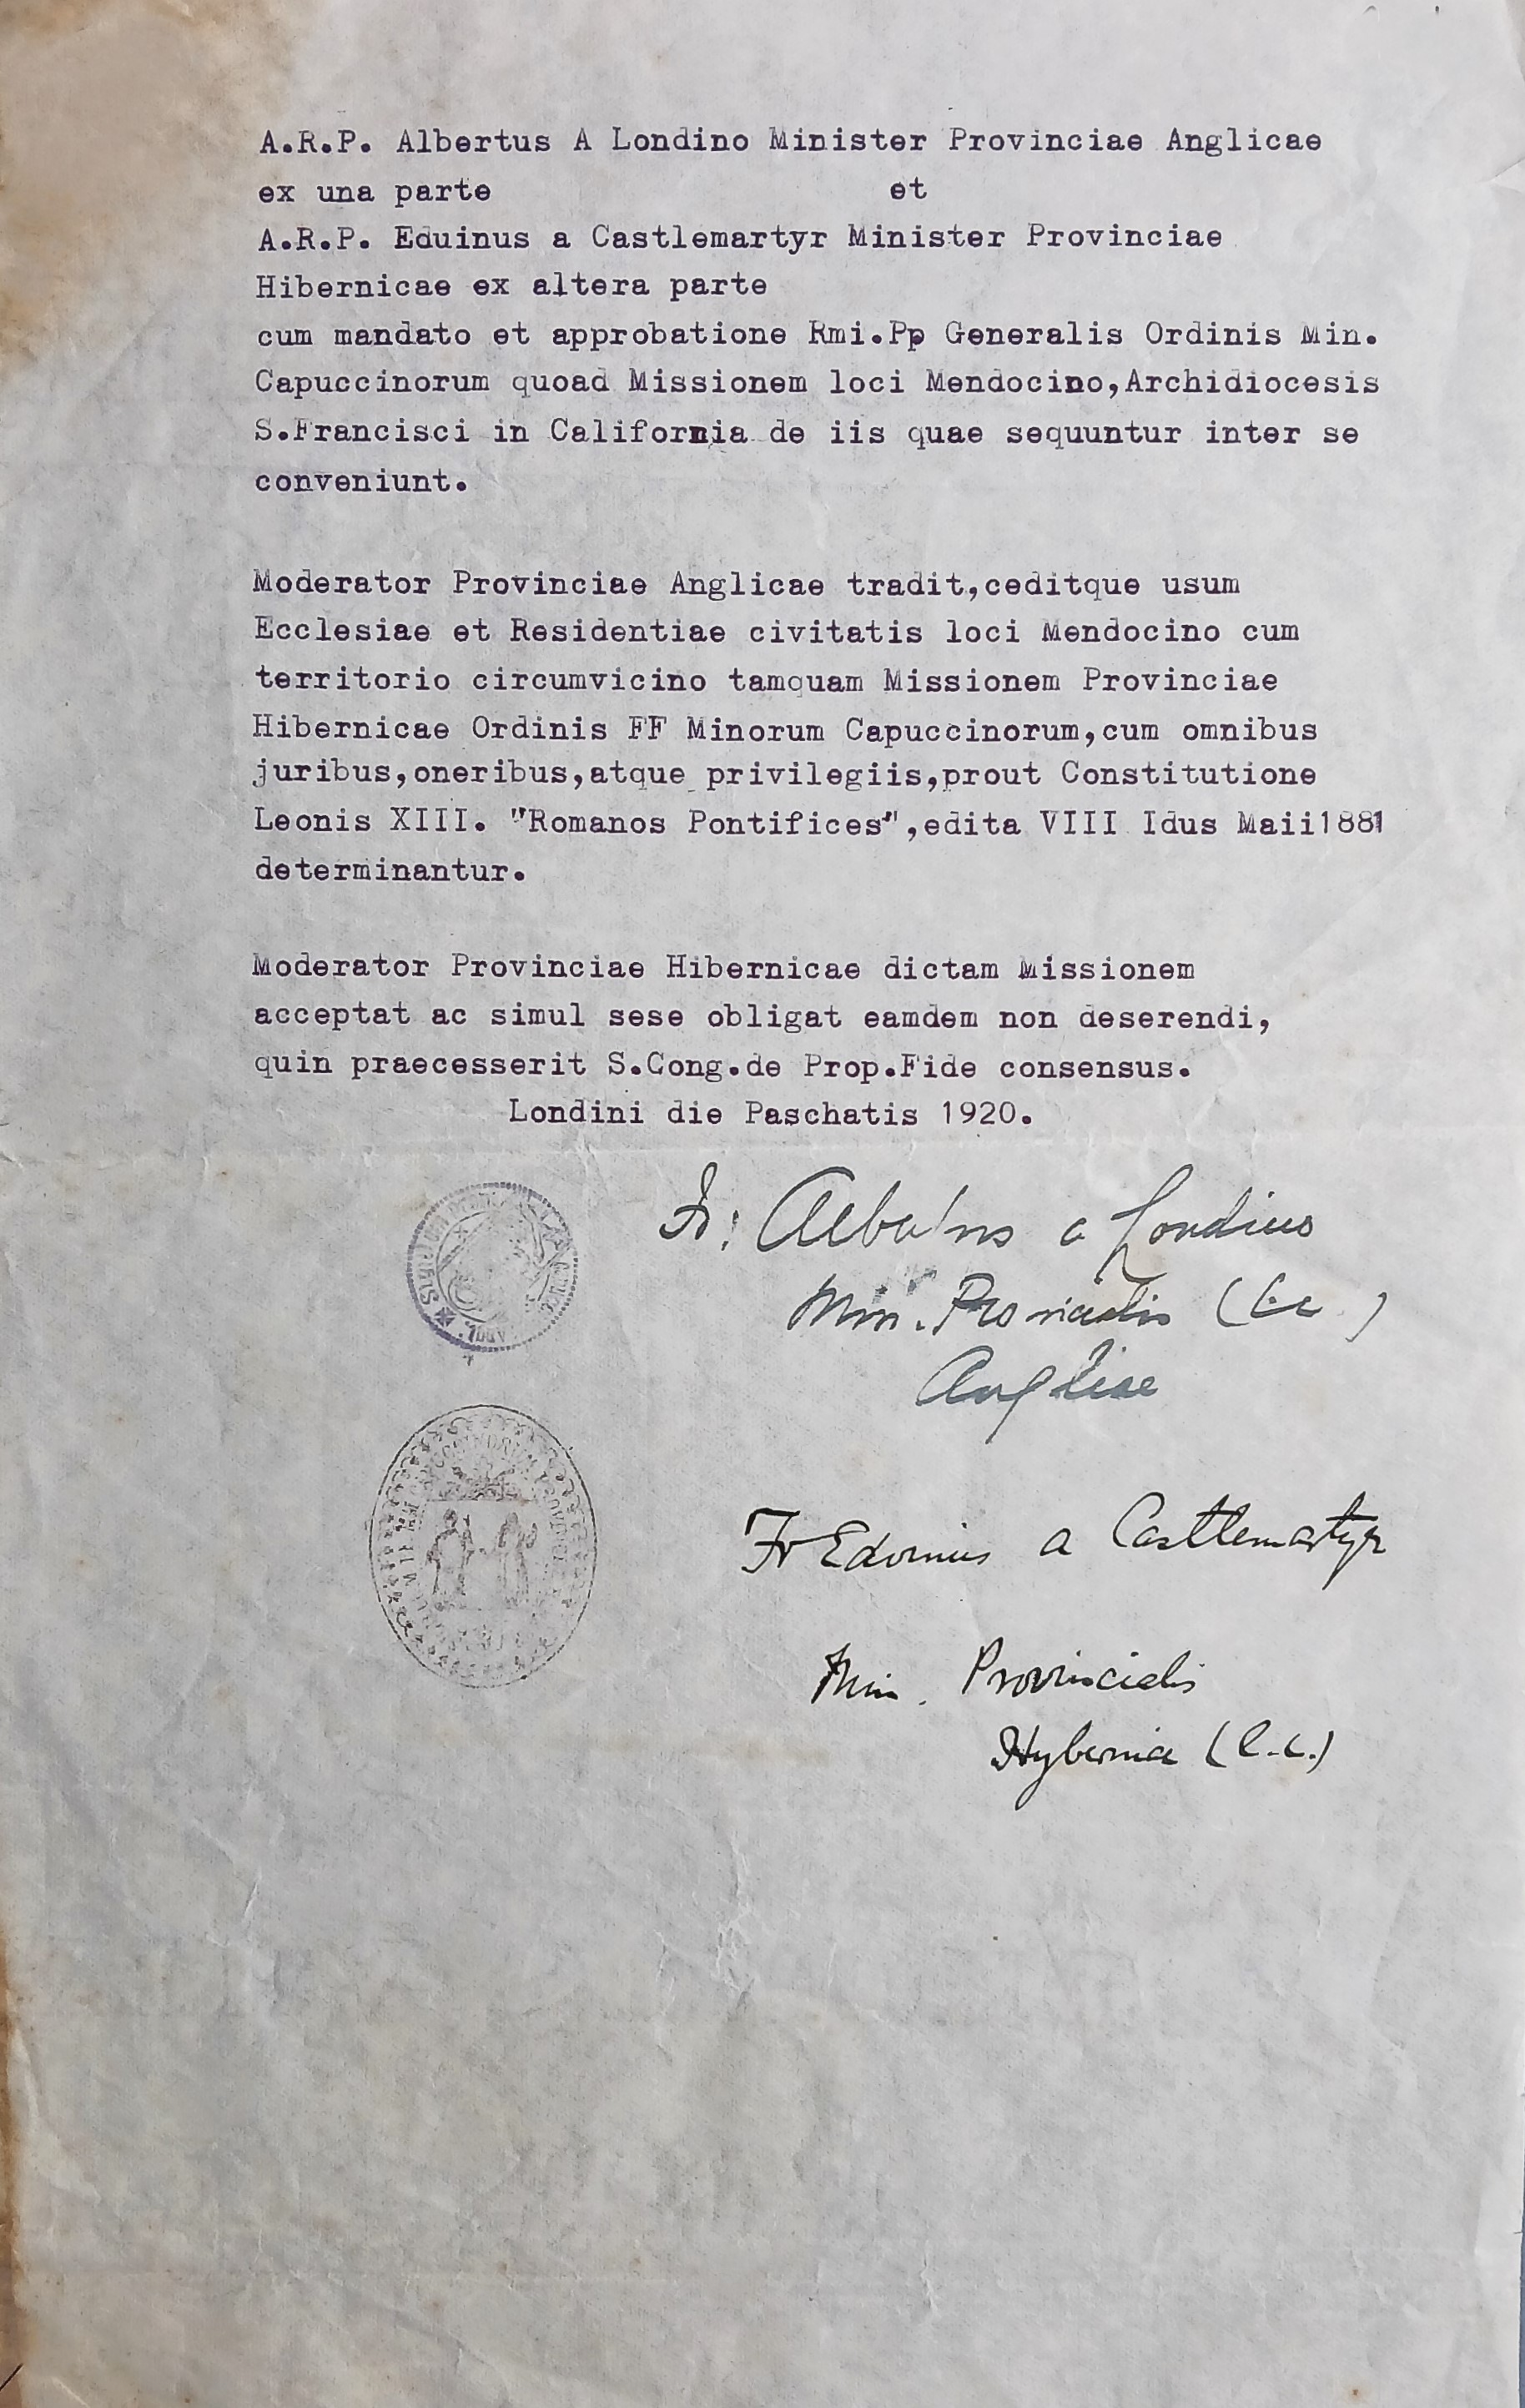 A.R.P. Albertus A Londino Minister Provinciae Anglicae
ex una parte et
A.R.P. Eduinus a Castlemartyr Minister Provinciae
Hibernicae ex altera parte
cum mandato et approbatione Rmi.Pp Generalis Ordinis Min.
Capuccinorum quoad Missionem loci Mendocino,Archidiocesis
S.Francisci in California de iis quae sequuntur inter se
conveniunt.
Moderator Provinciae Anglicae tradit,ceditque usum
Ecclesiae et Residentiae civitatis loci Mendocino cum
territorio circumvicino tamquam Missionem Provinciae
Hibernicae Ordinis FF Minorum Capuccinorum,cum omnibus
juribus,oneribus,atque privilegiis,prout Constitutione
Leonis XIII. "Romanos Pontifices",edita VIII Idus Maii1881
determinantur.
Moderator Provinciae Hibernicae dictam Missionem
acceptat ac simul sese obligat eamdem non deserendi,
quin praecesserit S.Cong.de Prop.Fide consensus.
Londini die Paschatis 1920.
Fr: Albertus a Londino
Min. Provincialis
Angliae
Fr Edvinus a Castlemartyr
Min. Provincialis
Hyberniae